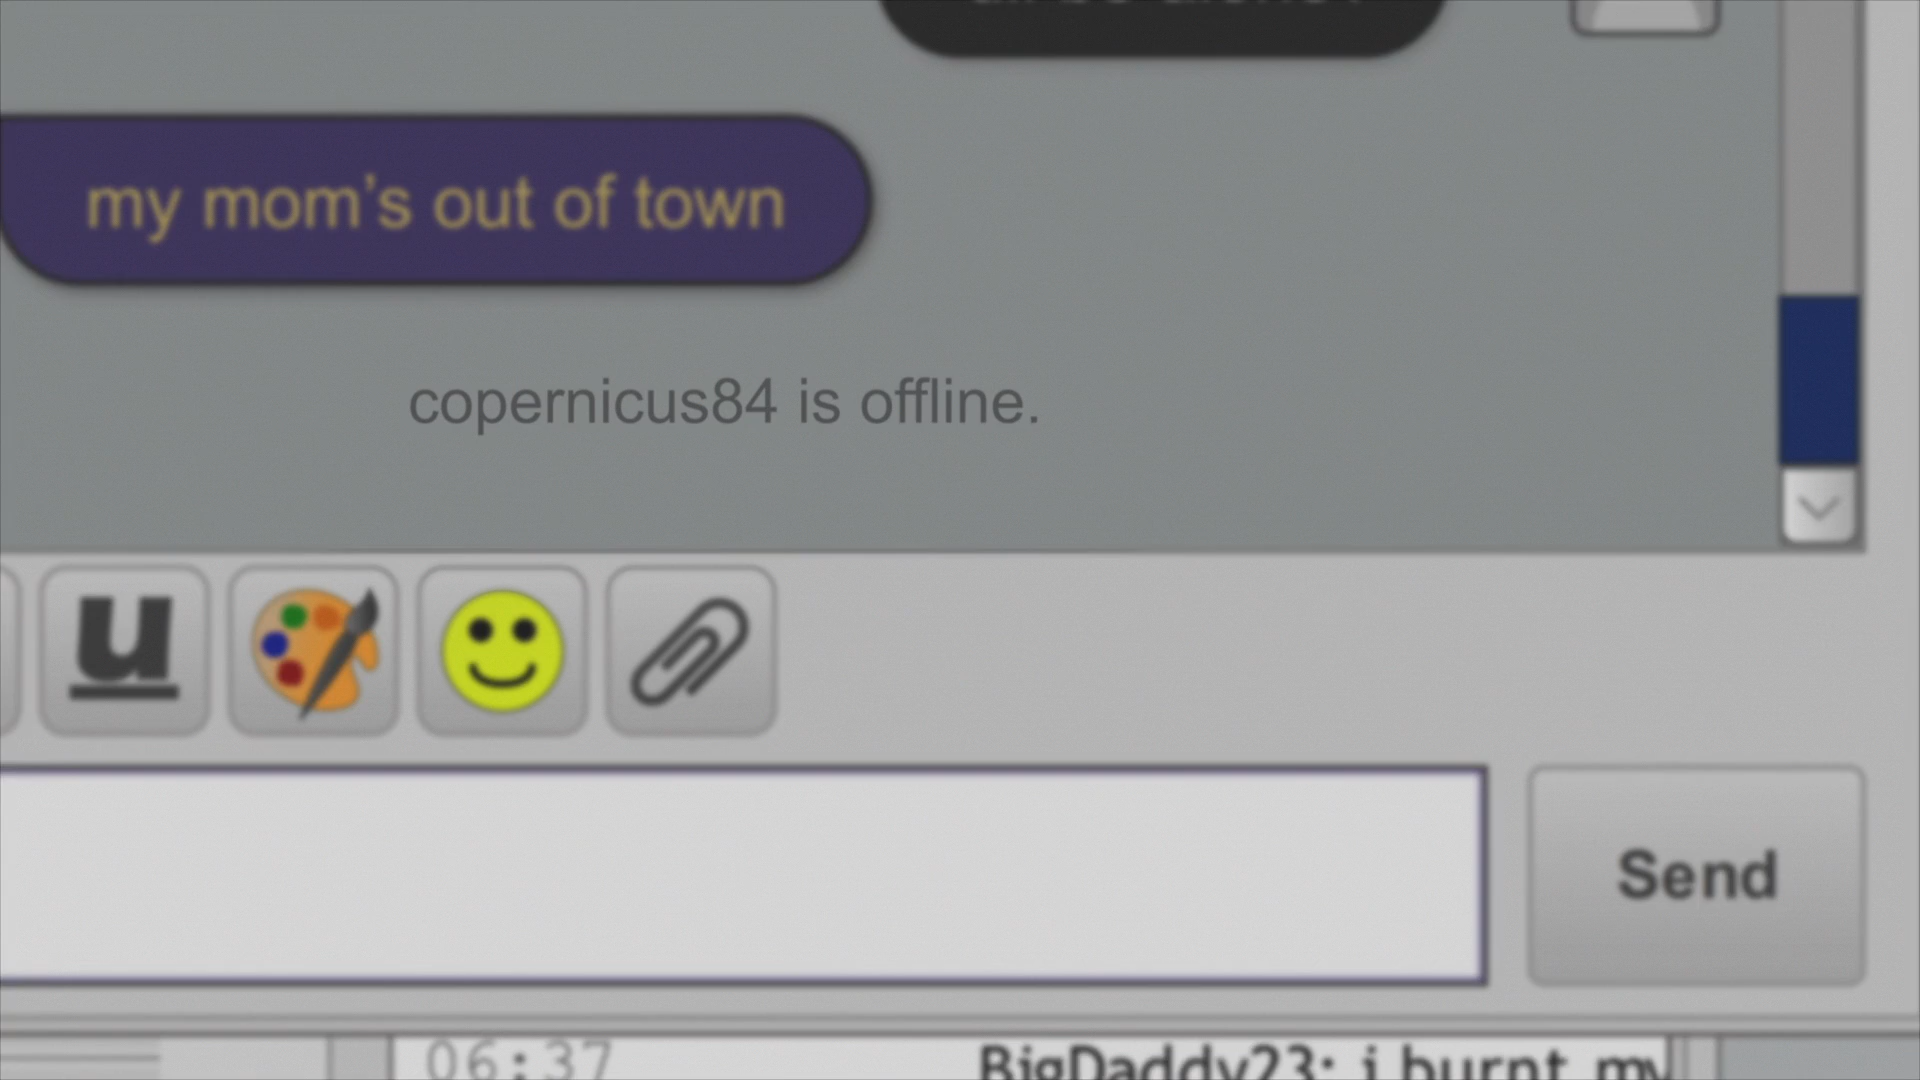 my mom’s out of town
copernicus84 is offline.
u
Send
06:37 BigDaddy23: i burnt my